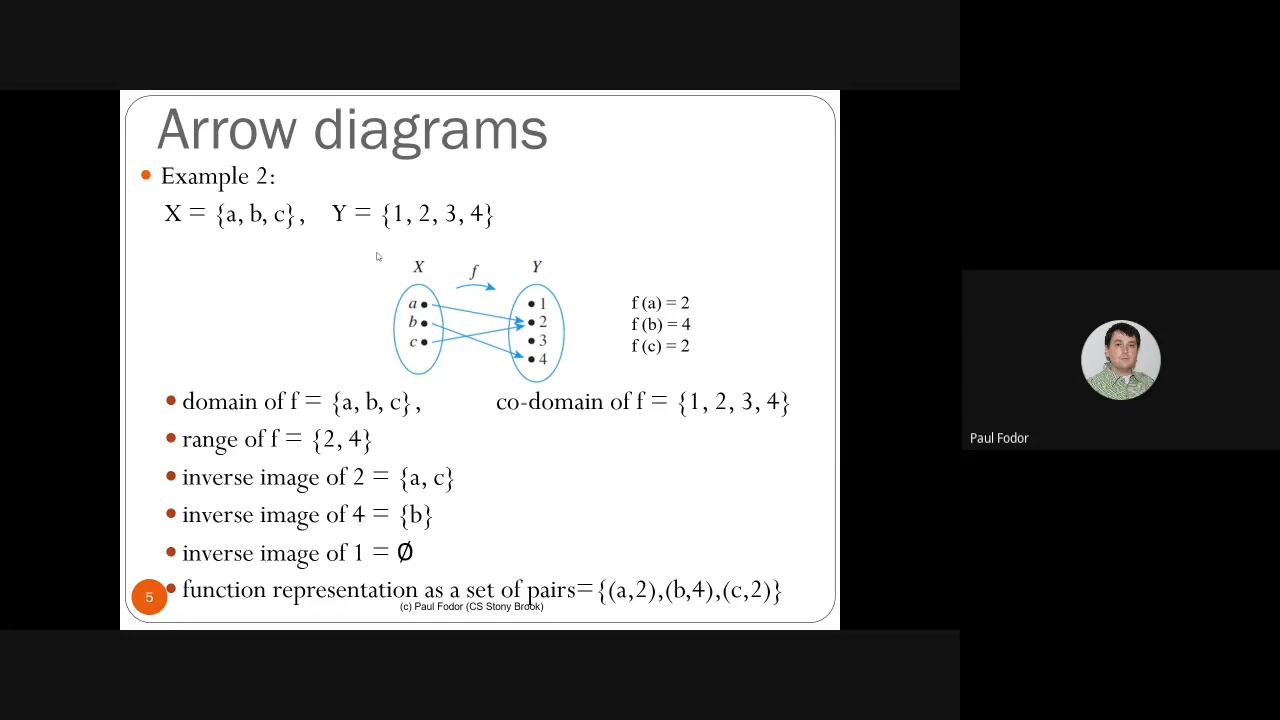 Arrow diagrams
• Example 2:
X = {a, b, c}, Y = {1, 2, 3, 4}
X f Y
a 1
b 2
c 3
4
f (a) = 2
f (b) = 4
f (c) = 2
• domain of f = {a, b, c}, co-domain of f = {1, 2, 3, 4}
• range of f = {2, 4}
• inverse image of 2 = {a, c}
• inverse image of 4 = {b}
• inverse image of 1 = ∅
• function representation as a set of pairs={(a,2),(b,4),(c,2)}
5
(c) Paul Fodor (CS Stony Brook)
Paul Fodor